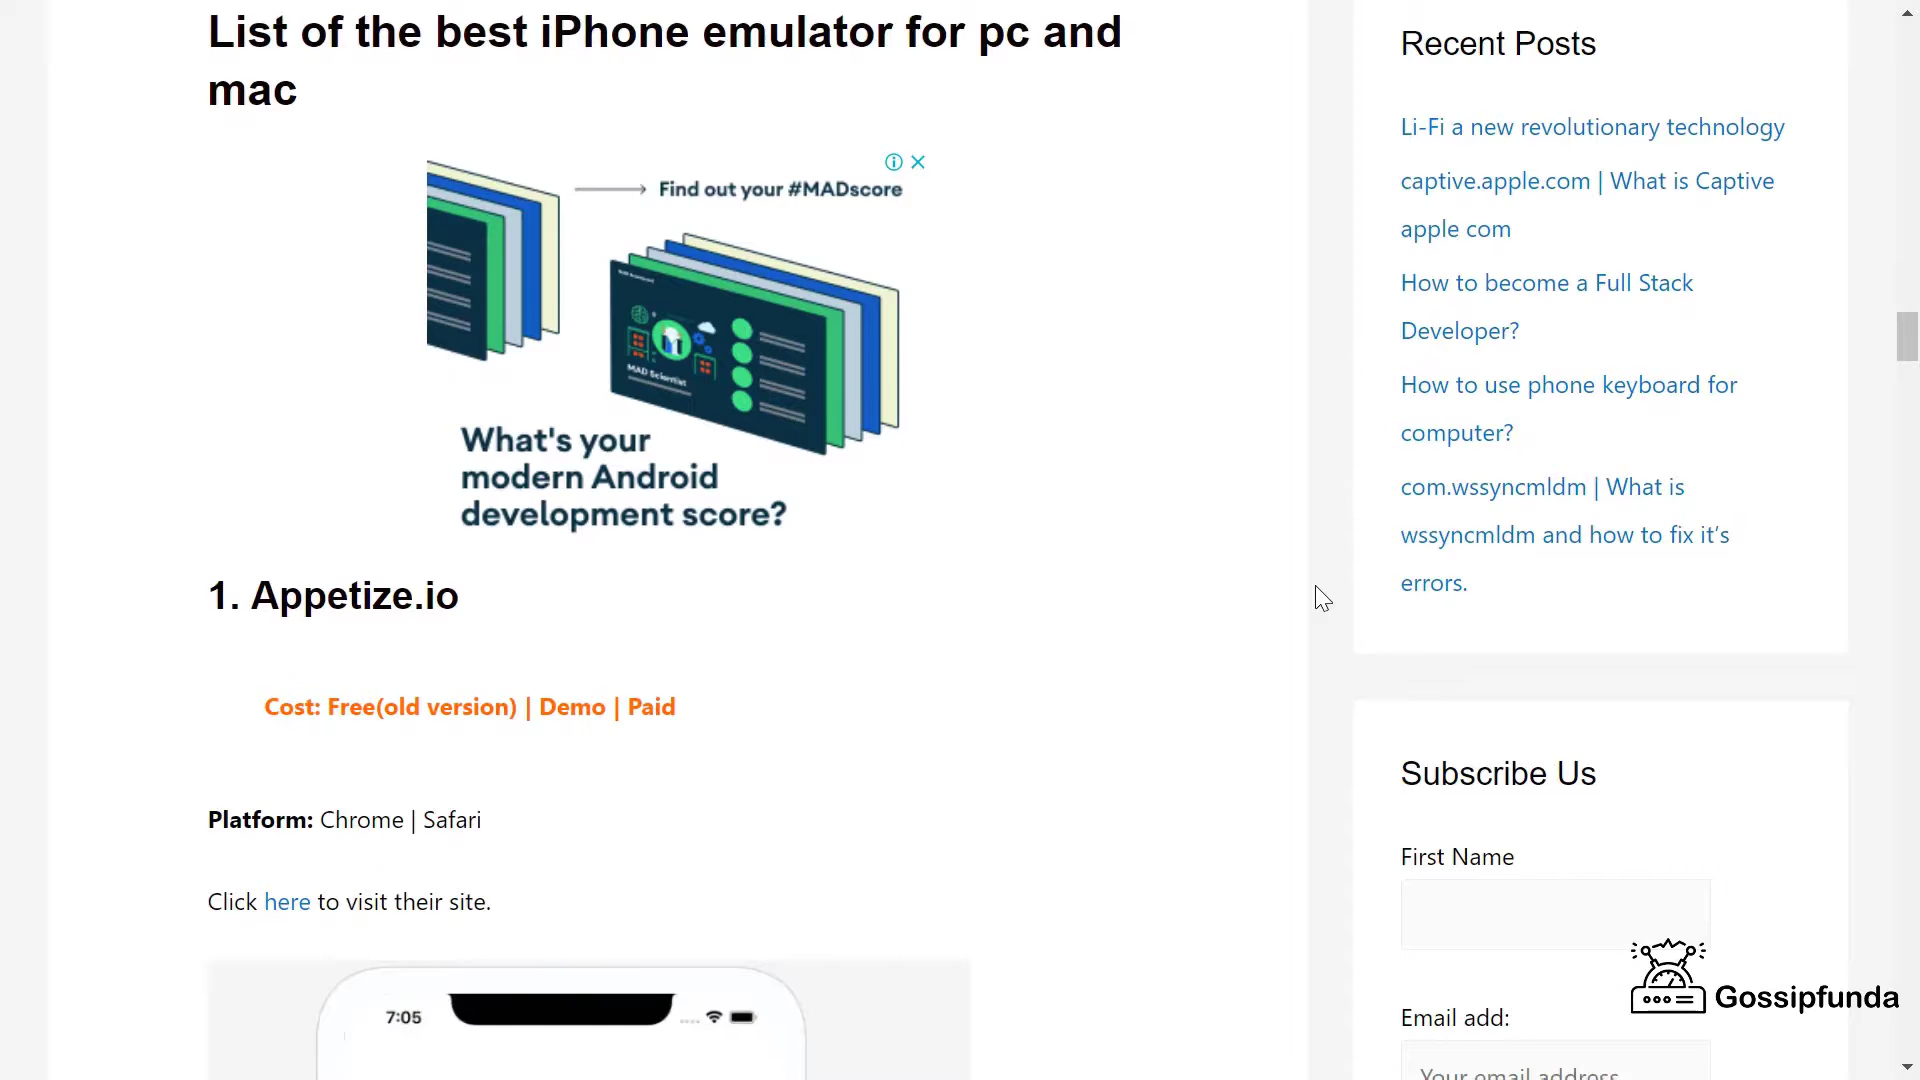 List of the best iPhone emulator for pc and
mac
Find out your #MADscore
MAD Scientist
What's your
modern Android
development score?
1. Appetize.io
Cost: Free(old version) | Demo | Paid
Platform: Chrome | Safari
Click here to visit their site.
7:05
Recent Posts
Li-Fi a new revolutionary technology
captive.apple.com | What is Captive
apple com
How to become a Full Stack
Developer?
How to use phone keyboard for
computer?
com.wssyncmldm | What is
wssyncmldm and how to fix it’s
errors.
Subscribe Us
First Name
Email add:
Your email address
Gossipfunda